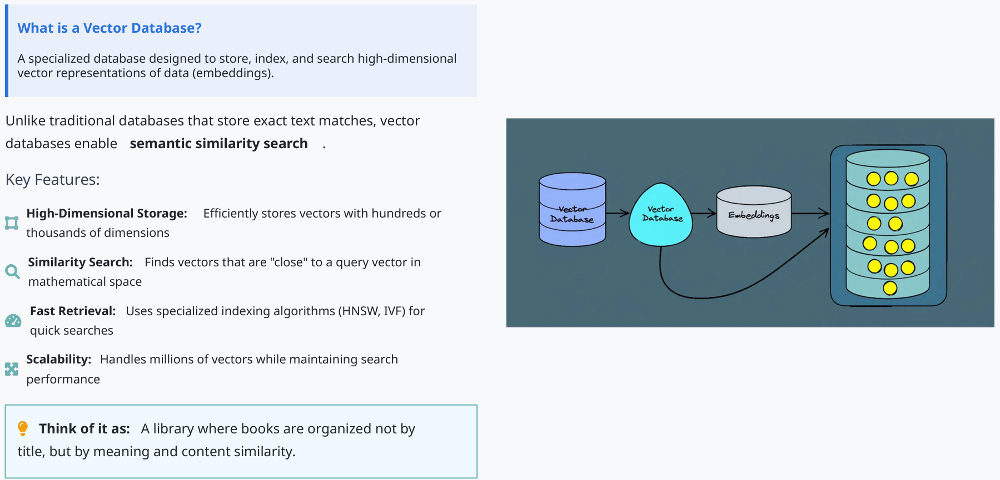 What is a Vector Database?
A specialized database designed to store, index, and search high-dimensional
vector representations of data (embeddings).
Unlike traditional databases that store exact text matches, vector
databases enable semantic similarity search .
Key Features:
High-Dimensional Storage: Efficiently stores vectors with hundreds or
thousands of dimensions
Similarity Search: Finds vectors that are "close" to a query vector in
mathematical space
Fast Retrieval: Uses specialized indexing algorithms (HNSW, IVF) for
quick searches
Scalability: Handles millions of vectors while maintaining search
performance
Think of it as: A library where books are organized not by
title, but by meaning and content similarity.
Vector
Database
Vector
Database
Embeddings